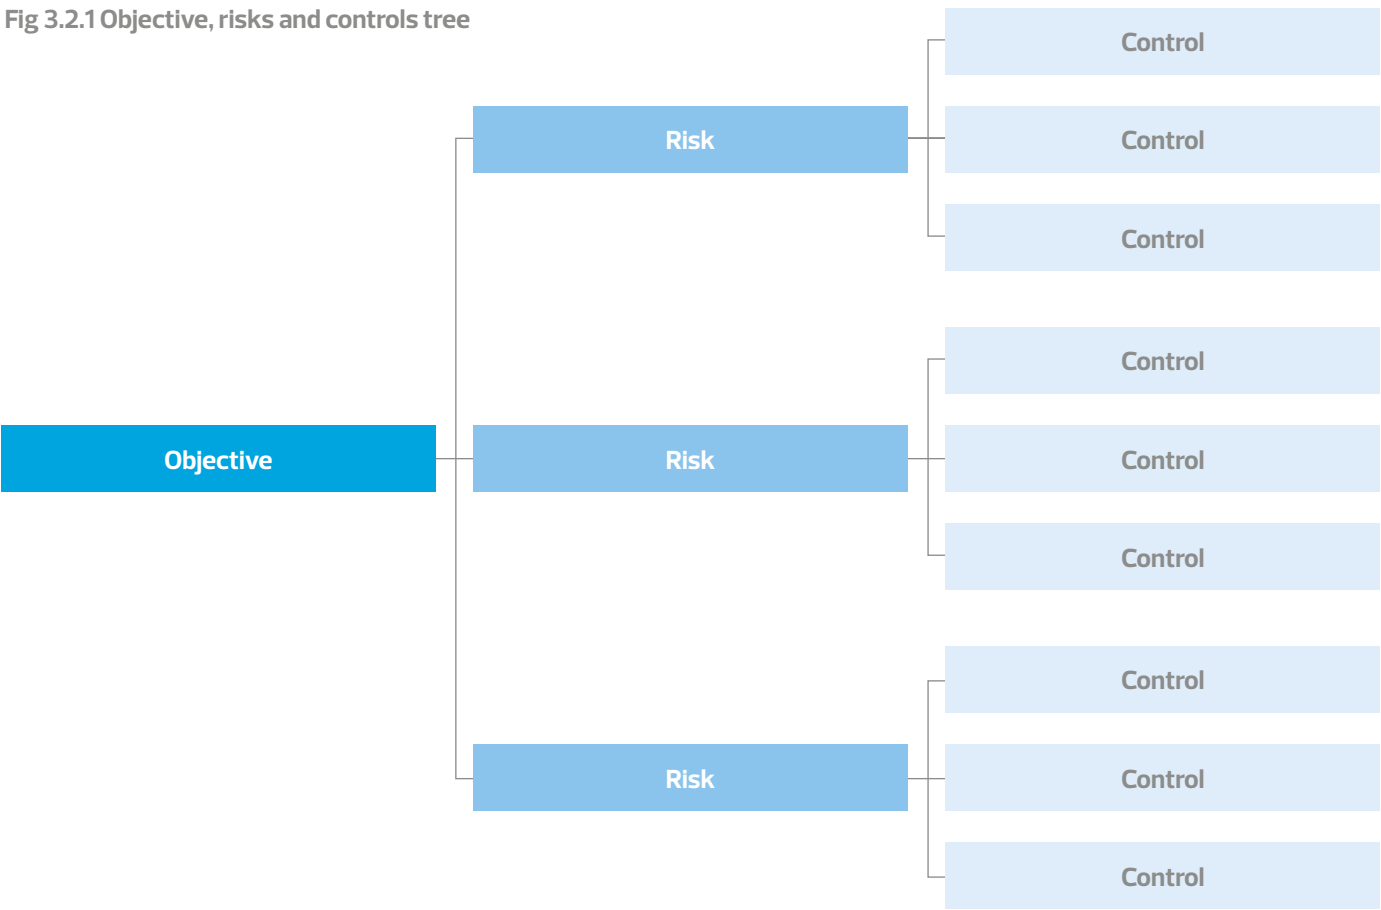 Fig 3.2.1 Objective, risks and controls tree
Control
Risk
Control
Control
Control
Objective
Risk
Control
Control
Control
Risk
Control
Control